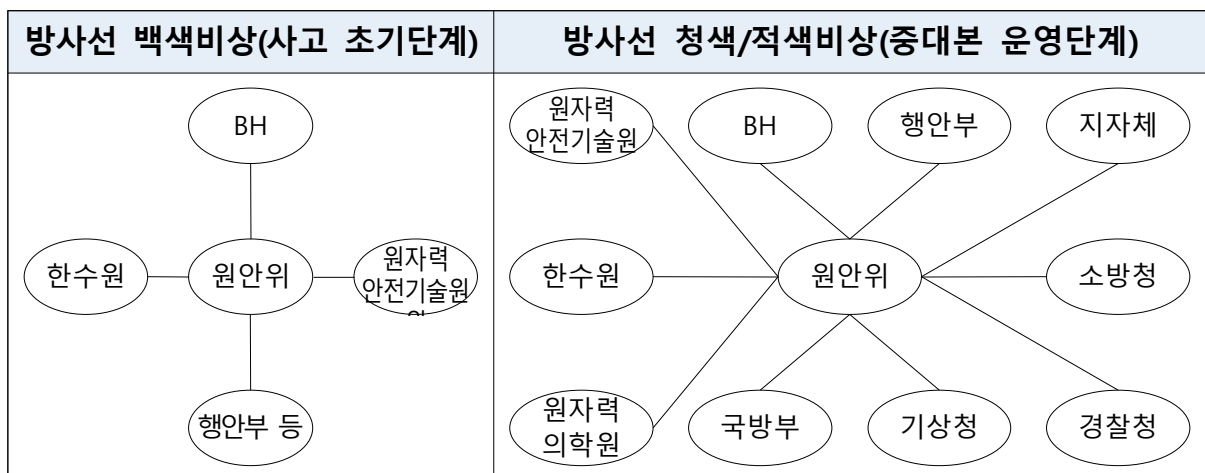 방사선 백색비상(사고 초기단계)
BH
한수원
원안위
원자력
안전기술원
행안부 등
방사선 청색/적색비상(중대본 운영단계)
원자력
안전기술원
BH
행안부
지자체
한수원
원안위
소방청
원자력
의학원
국방부
기상청
경찰청